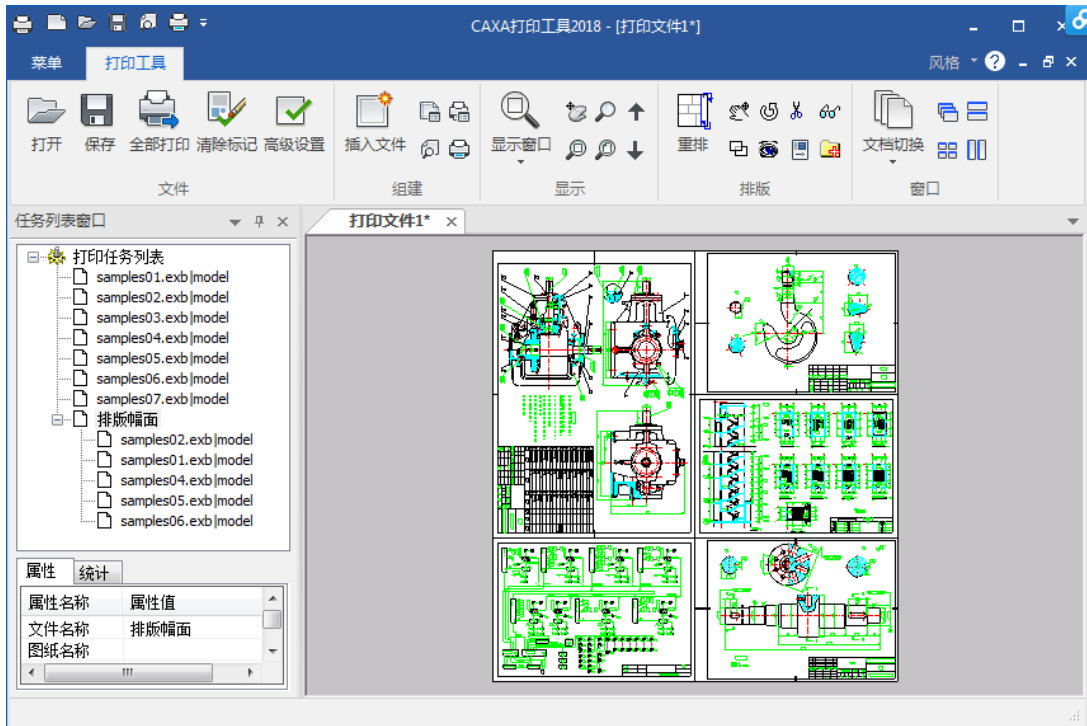 CAXA打印工具2018 - [打印文件1*]
菜单 打印工具 风格
打开 保存 全部打印 清除标记 高级设置 插入文件 显示窗口 重排 文档切换
文件 组建 显示 排版 窗口
任务列表窗口
打印文件1*
打印任务列表
samples01.exb|model
samples02.exb|model
samples03.exb|model
samples04.exb|model
samples05.exb|model
samples06.exb|model
samples07.exb|model
排版幅面
samples02.exb|model
samples01.exb|model
samples04.exb|model
samples05.exb|model
samples06.exb|model
属性 统计
属性名称 属性值
文件名称 排版幅面
图纸名称